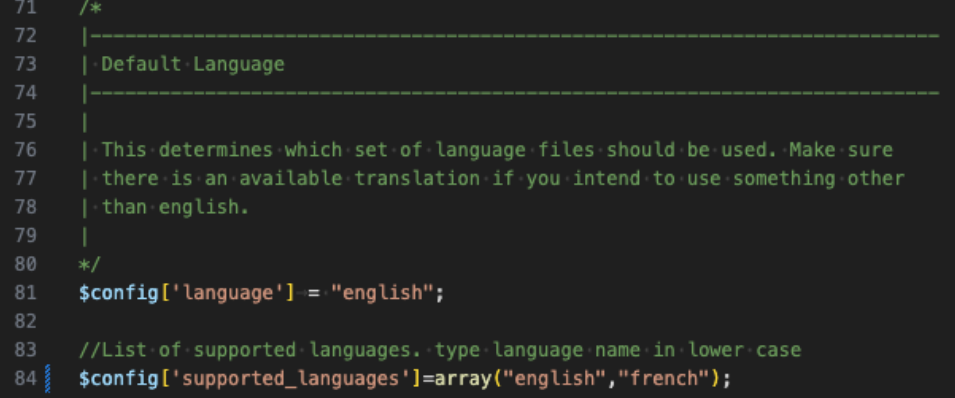 71 /*
72 |--------------------------------------------------------------------------
73 | Default Language
74 |--------------------------------------------------------------------------
75 |
76 | This determines which set of language files should be used. Make sure
77 | there is an available translation if you intend to use something other
78 | than english.
79 |
80 */
81 $config['language'] = "english";
82
83 //List of supported languages. type language name in lower case
84 $config['supported_languages']=array("english","french");